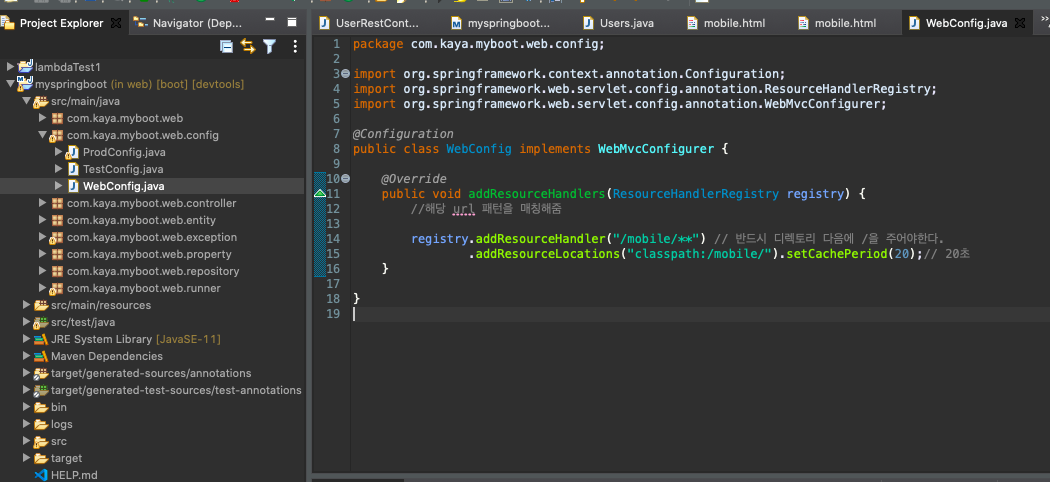 Project Explorer
Navigator (Dep...
lambdaTest1
myspringboot (in web) [boot] [devtools]
src/main/java
com.kaya.myboot.web
com.kaya.myboot.web.config
ProdConfig.java
TestConfig.java
WebConfig.java
com.kaya.myboot.web.controller
com.kaya.myboot.web.entity
com.kaya.myboot.web.exception
com.kaya.myboot.web.property
com.kaya.myboot.web.repository
com.kaya.myboot.web.runner
src/main/resources
src/test/java
JRE System Library [JavaSE-11]
Maven Dependencies
target/generated-sources/annotations
target/generated-test-sources/test-annotations
bin
logs
src
target
HELP.md
UserRestCont...
myspringboot...
Users.java
mobile.html
mobile.html
WebConfig.java
1 package com.kaya.myboot.web.config;
2
3 import org.springframework.context.annotation.Configuration;
4 import org.springframework.web.servlet.config.annotation.ResourceHandlerRegistry;
5 import org.springframework.web.servlet.config.annotation.WebMvcConfigurer;
6
7 @Configuration
8 public class WebConfig implements WebMvcConfigurer {
9
10 @Override
11 public void addResourceHandlers(ResourceHandlerRegistry registry) {
12 //해당 url 패턴을 매칭해줌
13
14 registry.addResourceHandler("/mobile/**") // 반드시 디렉토리 다음에 /을 주어야한다.
15 .addResourceLocations("classpath:/mobile/").setCachePeriod(20);// 20초
16 }
17
18 }
19